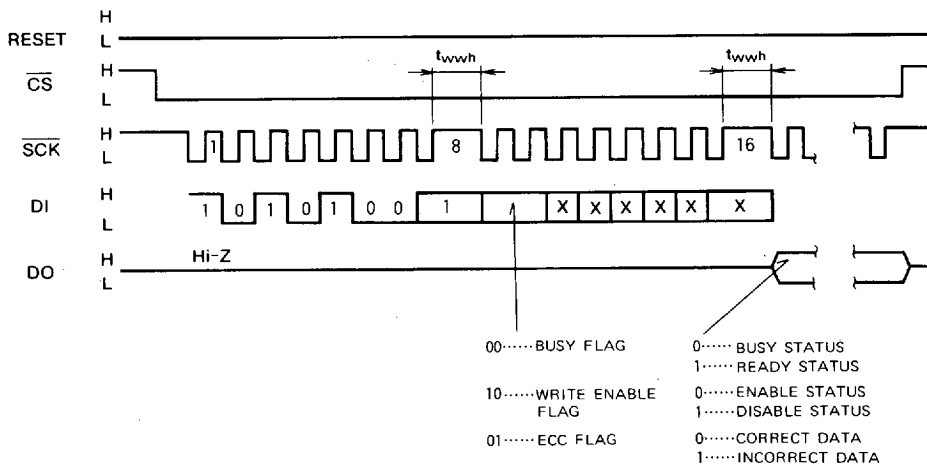 H
RESET L
tWWh tWWh
CS H
L
SCK H 1 8 16
L
DI H
L 1 0 1 0 1 0 0 1 X X X X X X
DO H Hi-Z
L
00······BUSY FLAG
10······WRITE ENABLE
FLAG
01······ECC FLAG
0······BUSY STATUS
1······READY STATUS
0······ENABLE STATUS
1······DISABLE STATUS
0······CORRECT DATA
1······INCORRECT DATA